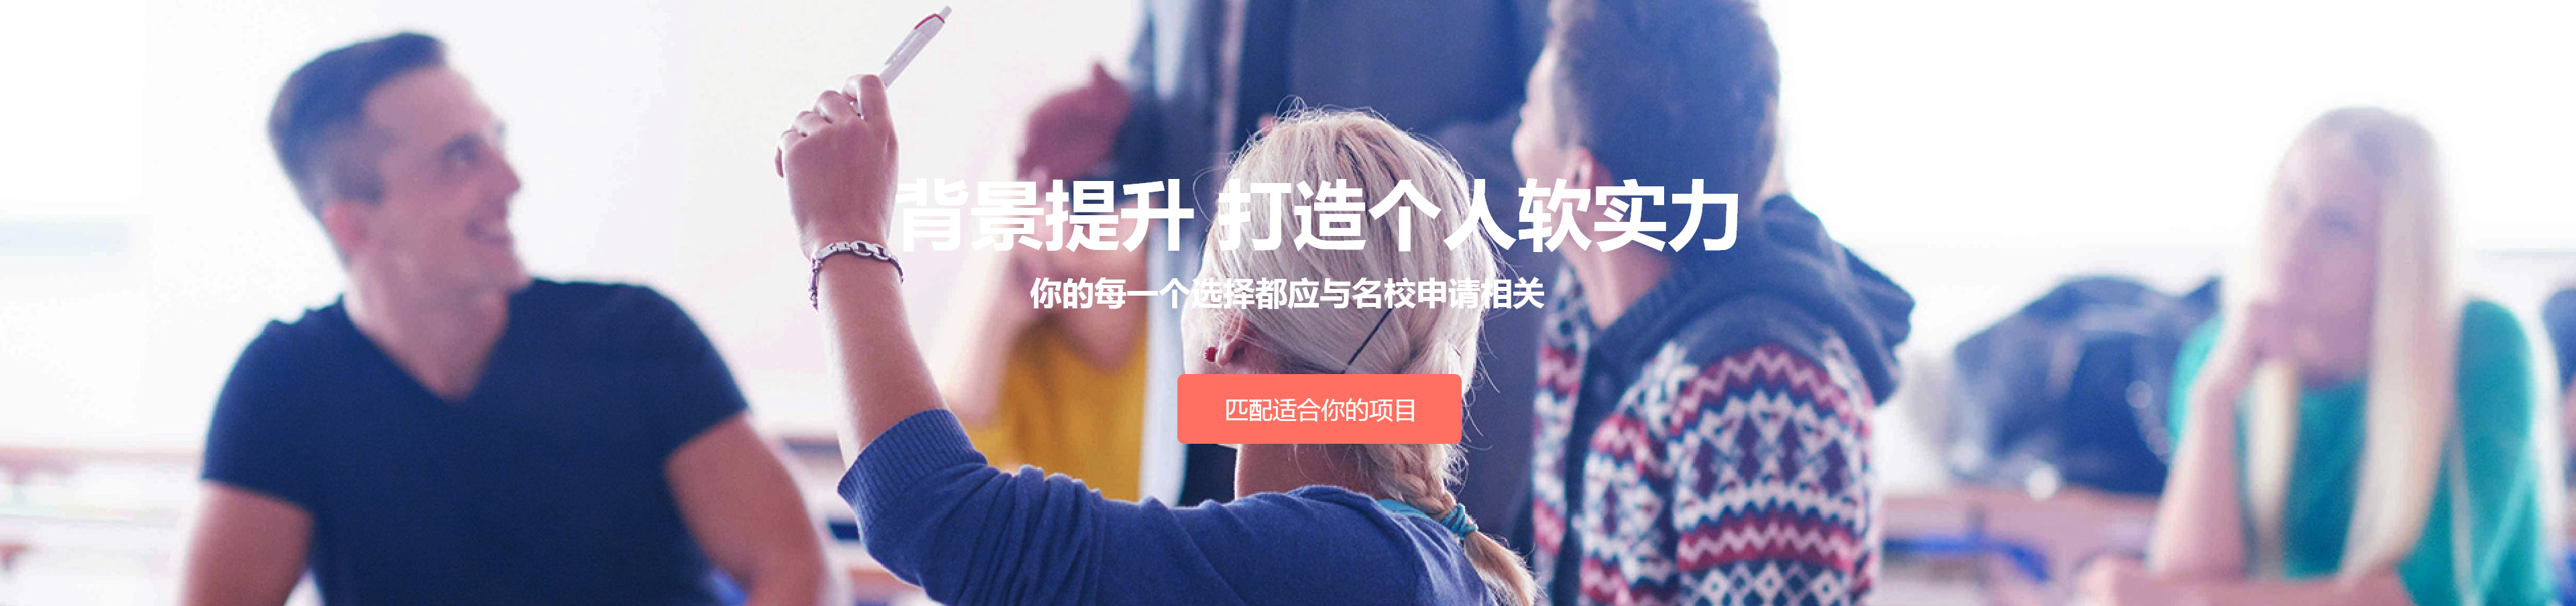 背景提升 打造个人软实力
你的每一个选择都应与名校申请相关
匹配适合你的项目